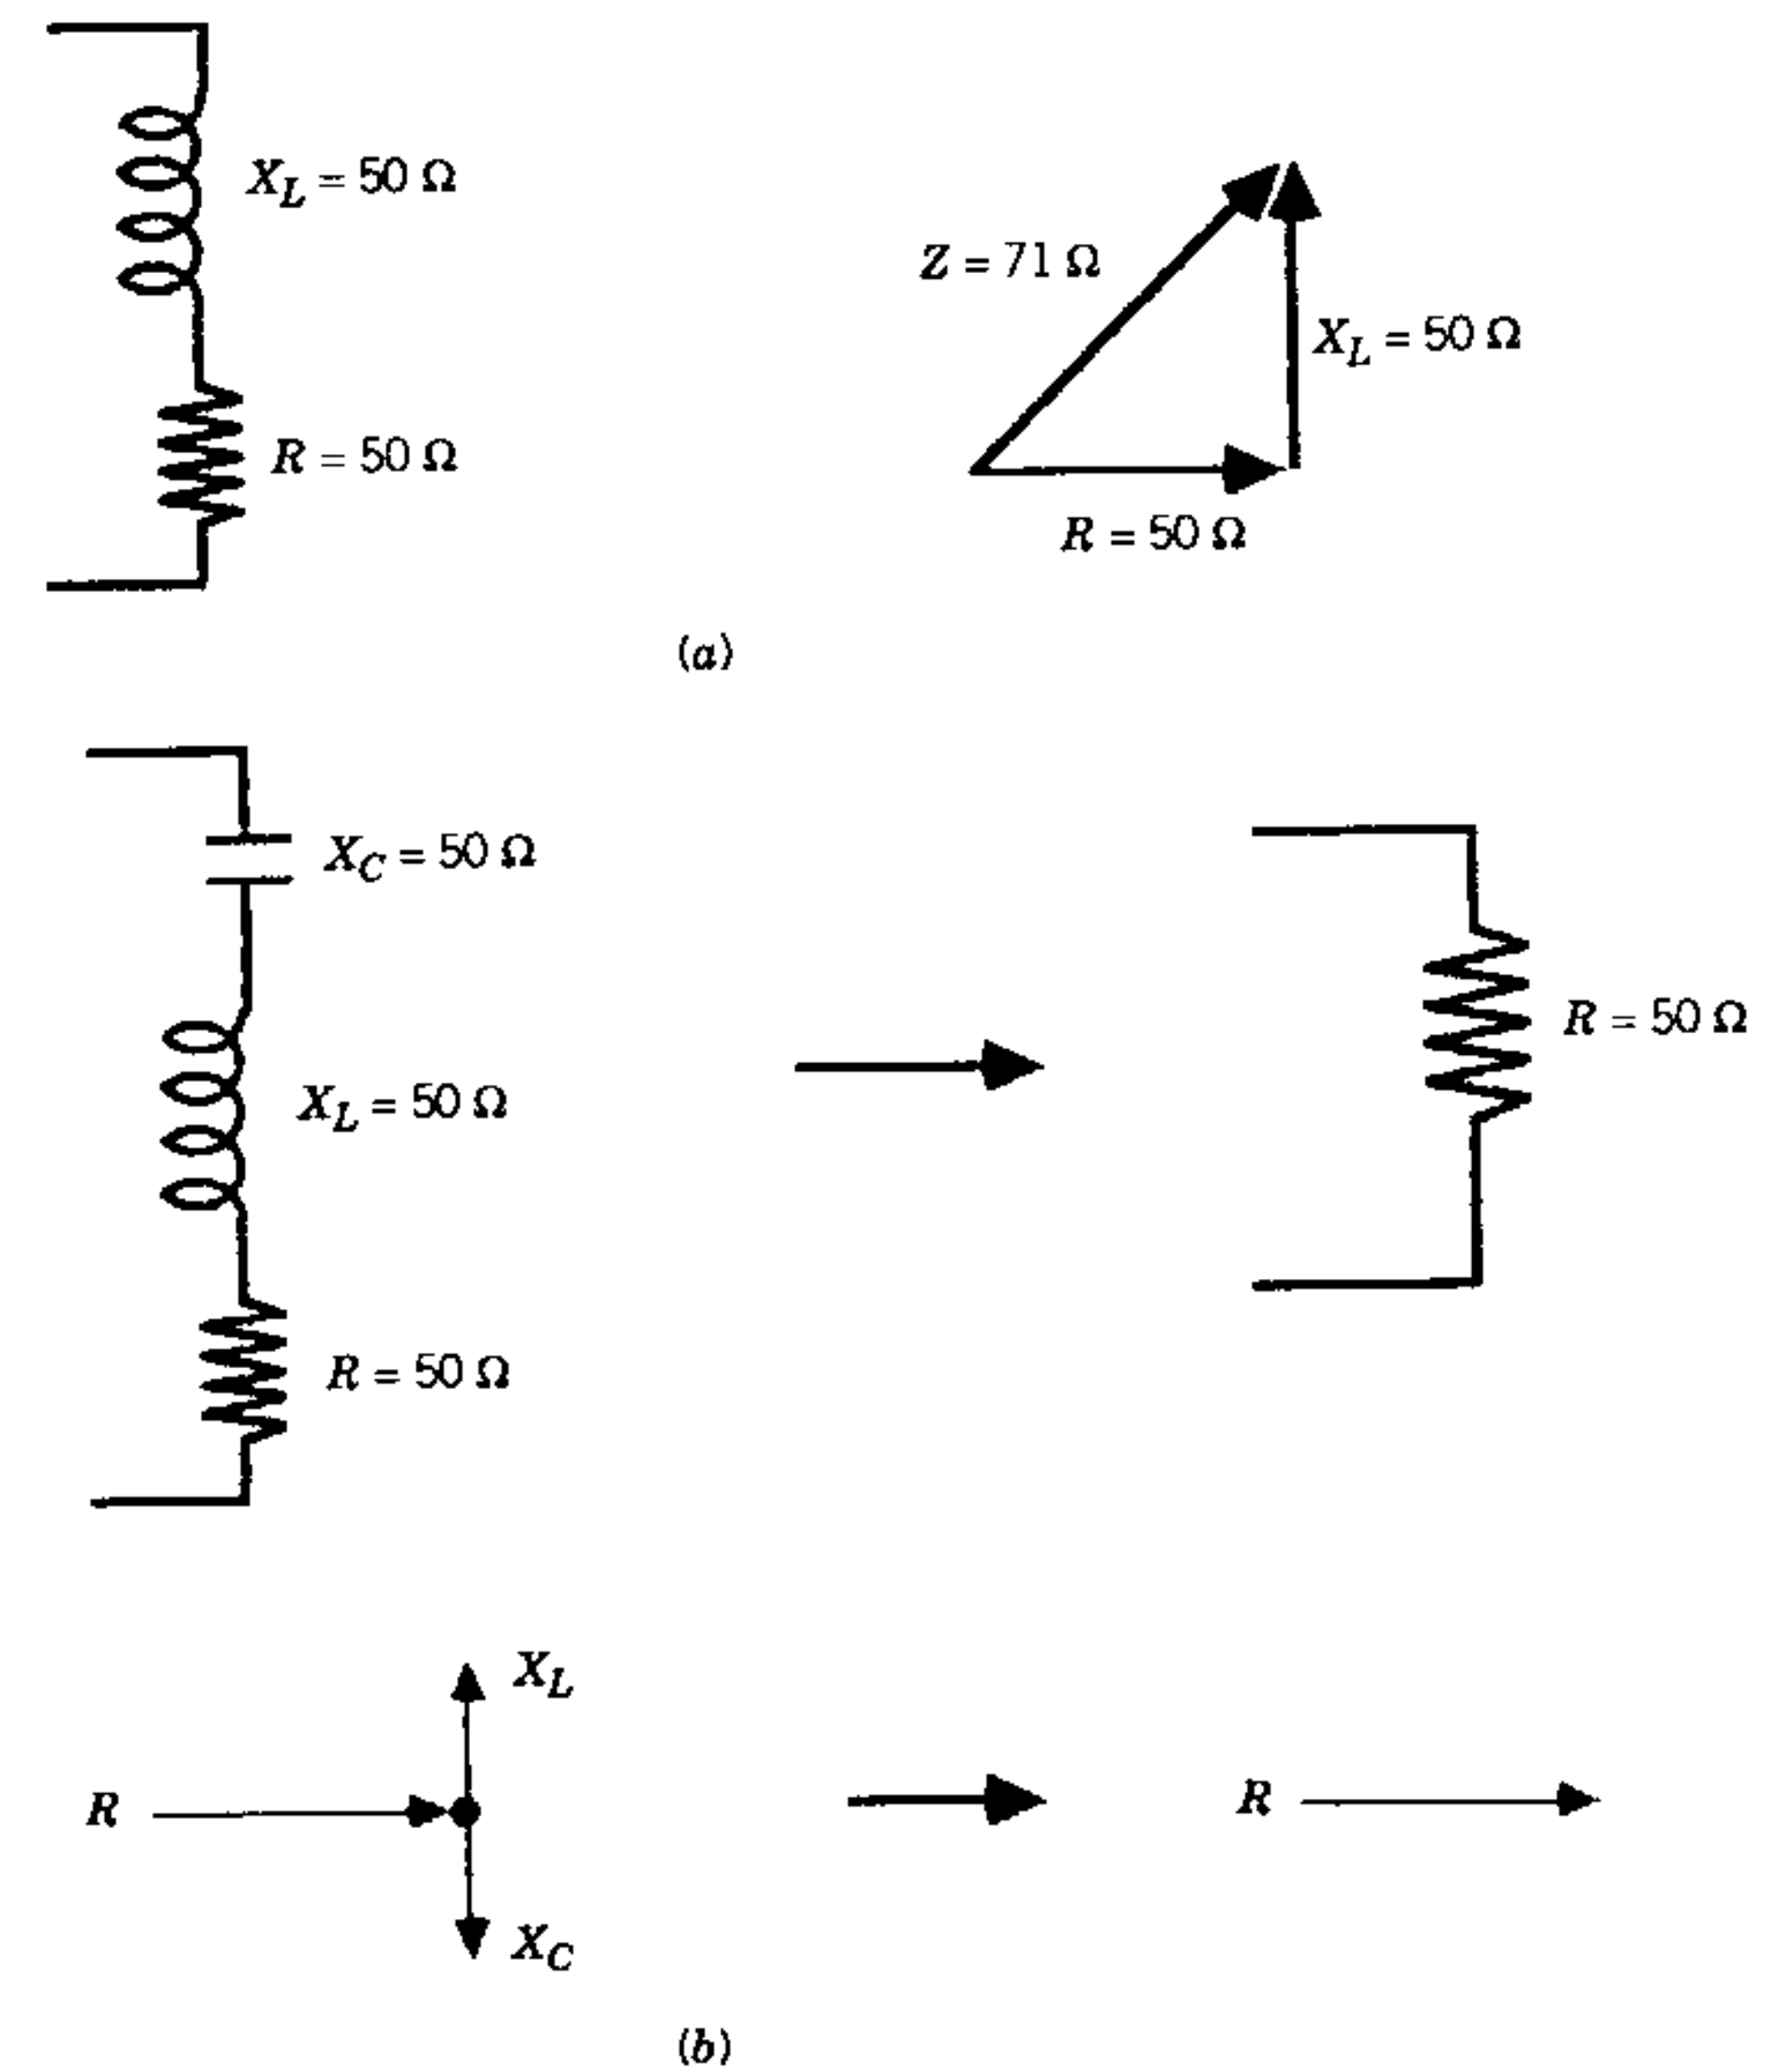 X_L = 50 Ω
Z = 71 Ω
X_L = 50 Ω
R = 50 Ω
R = 50 Ω
(a)
X_C = 50 Ω
R = 50 Ω
X_L = 50 Ω
R = 50 Ω
X_L
R
R
X_C
(b)